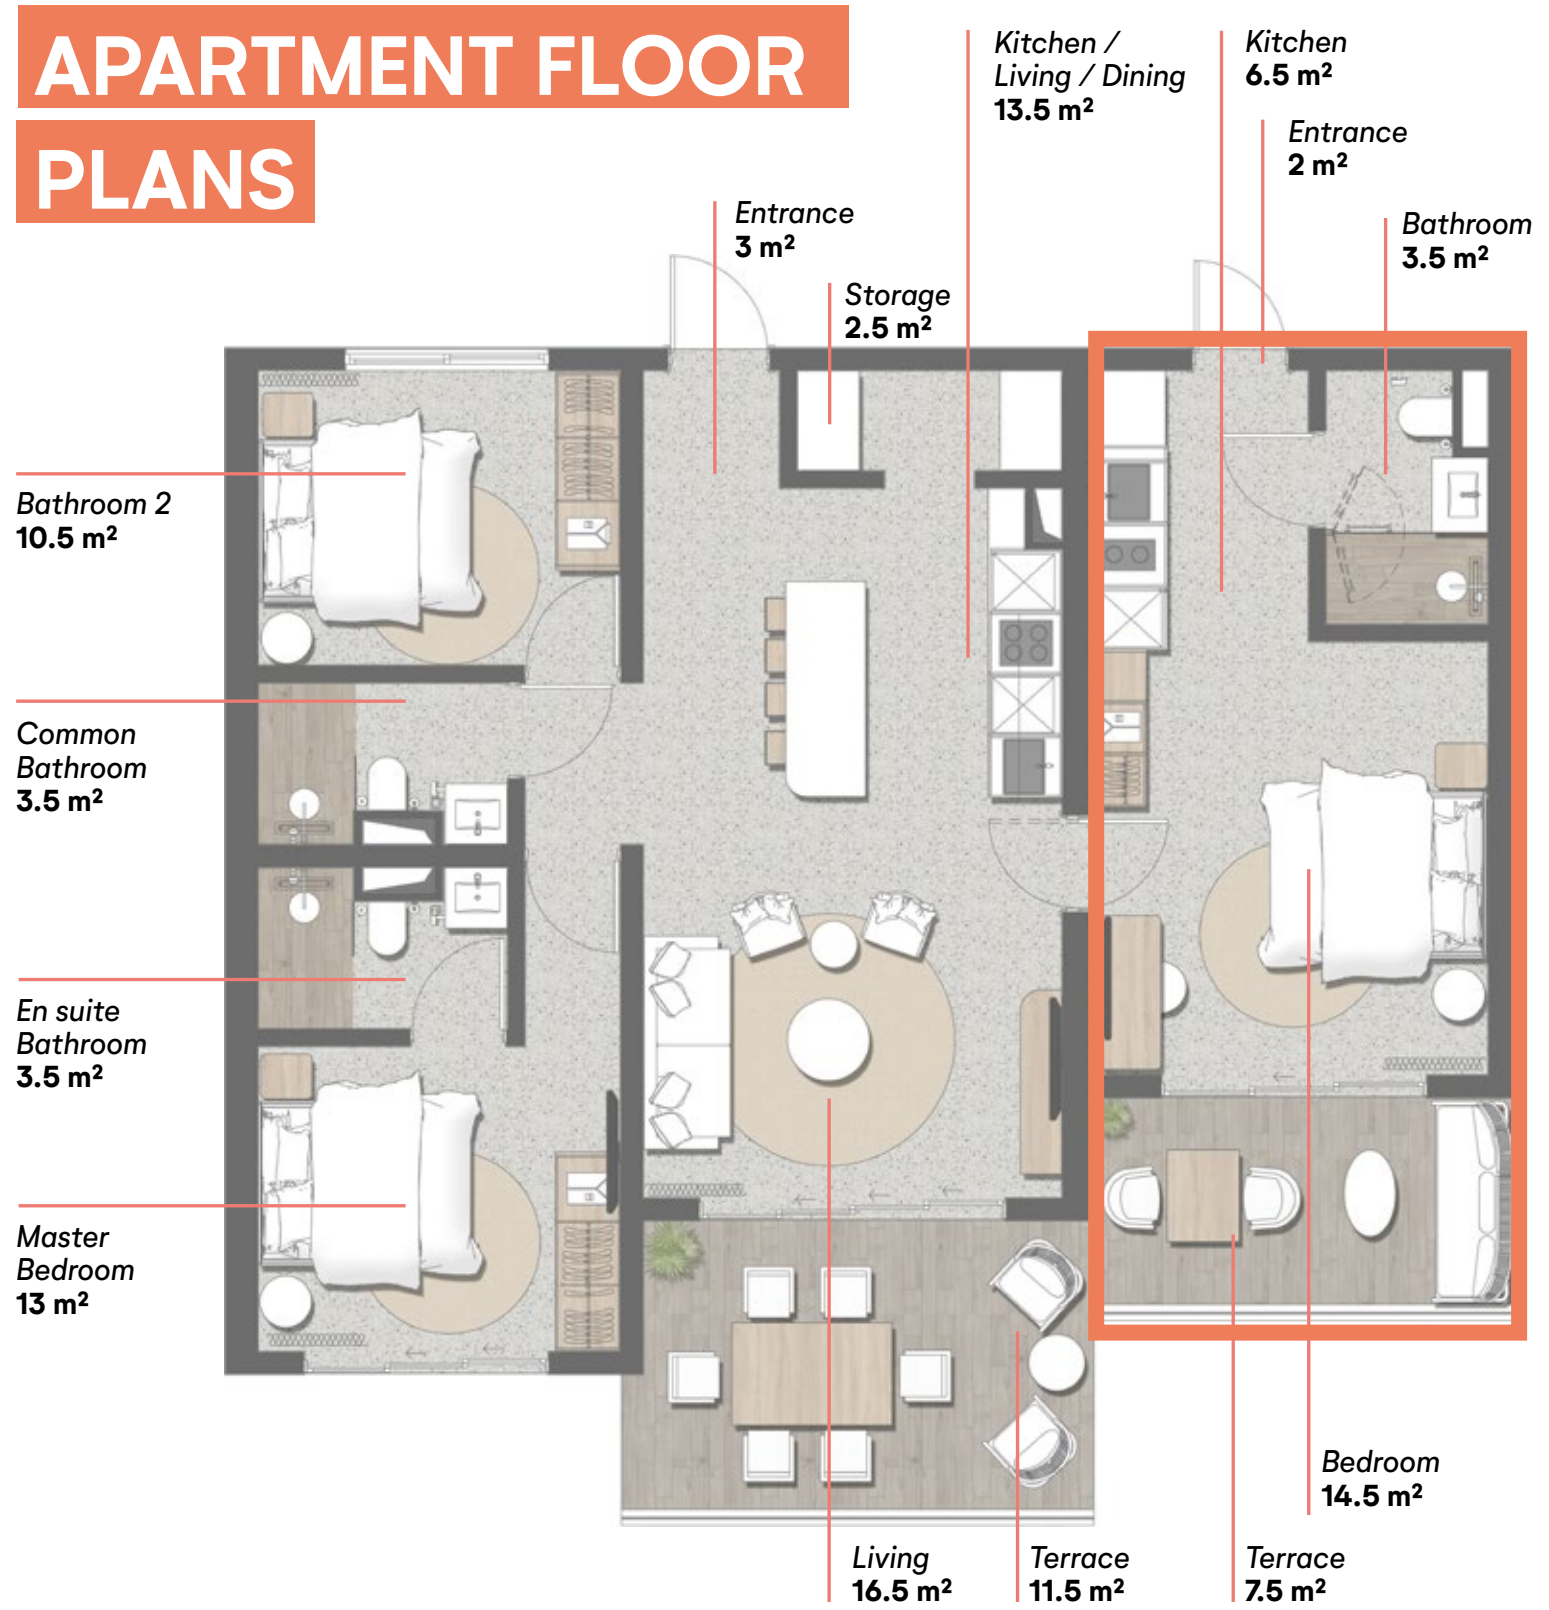 APARTMENT FLOOR
PLANS
Kitchen /
Living / Dining
13.5 m²
Kitchen
6.5 m²
Entrance
2 m²
Bathroom
3.5 m²
Entrance
3 m²
Storage
2.5 m²
Bathroom 2
10.5 m²
Common
Bathroom
3.5 m²
En suite
Bathroom
3.5 m²
Master
Bedroom
13 m²
Bedroom
14.5 m²
Living
16.5 m²
Terrace
11.5 m²
Terrace
7.5 m²